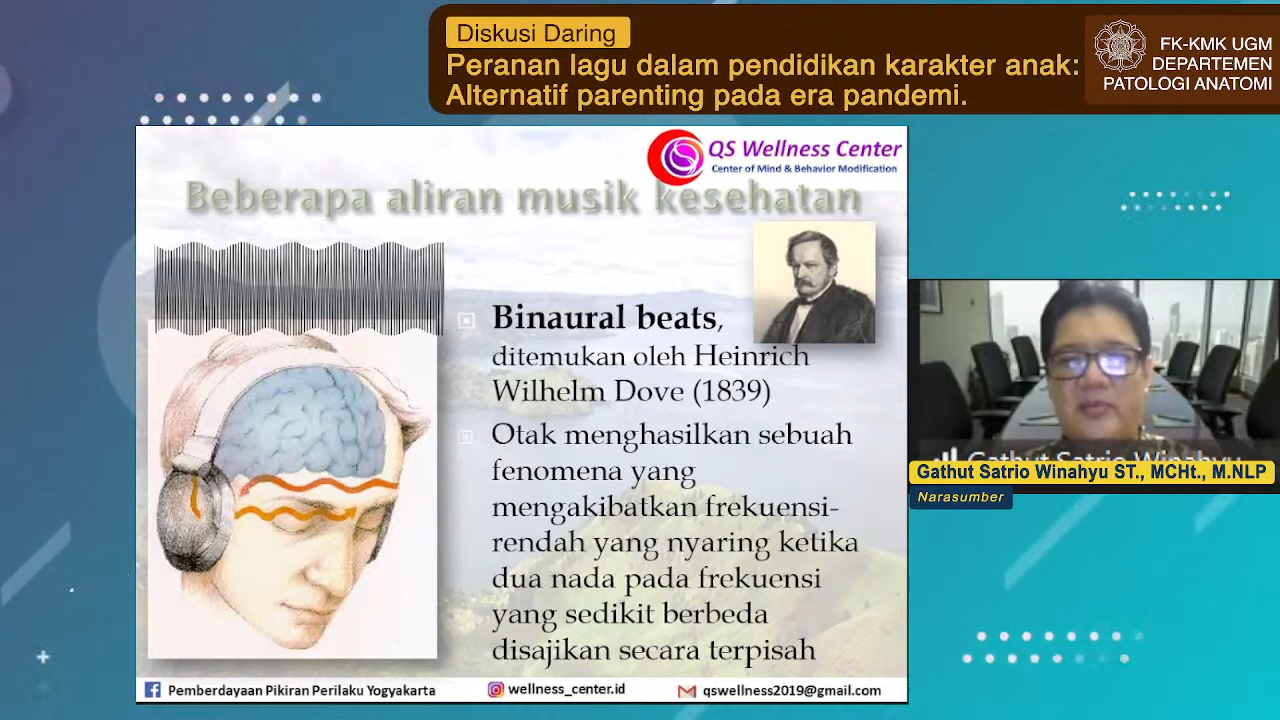 Diskusi Daring
Peranan lagu dalam pendidikan karakter anak:
Alternatif parenting pada era pandemi.
FK-KMK UGM
DEPARTEMEN
PATOLOGI ANATOMI
QS Wellness Center
Center of Mind & Behavior Modification
Beberapa aliran musik kesehatan
Binaural beats,
ditemukan oleh Heinrich
Wilhelm Dove (1839)
Otak menghasilkan sebuah
fenomena yang
mengakibatkan frekuensi-
rendah yang nyaring ketika
dua nada pada frekuensi
yang sedikit berbeda
disajikan secara terpisah
Pemberdayaan Pikiran Perilaku Yogyakarta
wellness_center.id
qswellness2019@gmail.com
Gathut Satrio Winahyu
Gathut Satrio Winahyu ST., MCHt., M.NLP
Narasumber